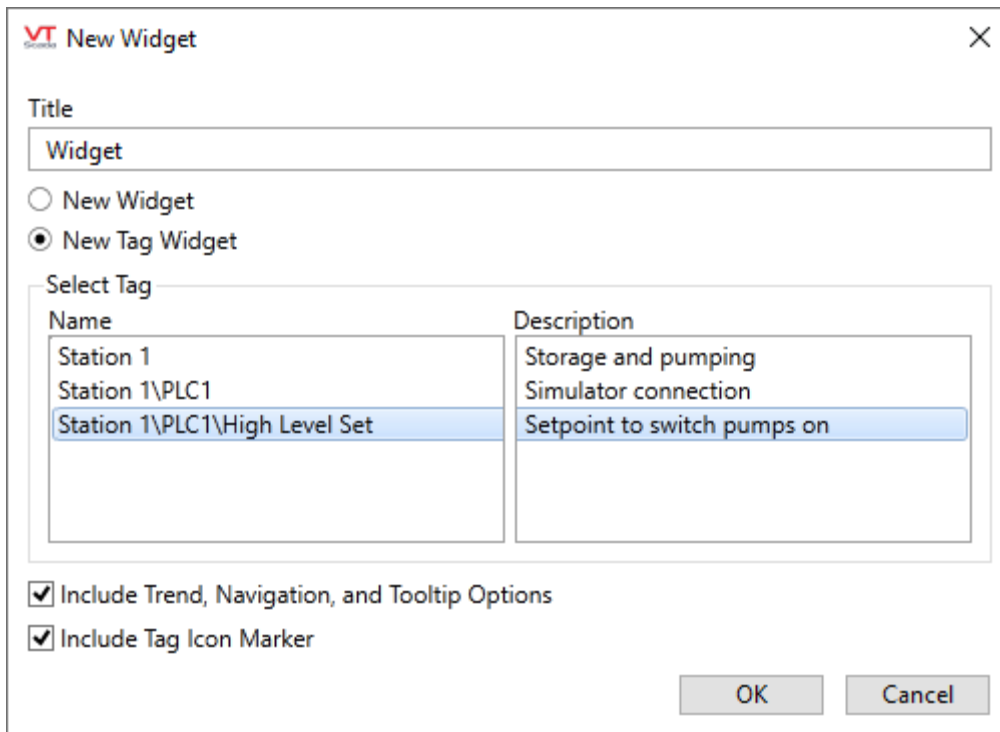 VT
Scada
New Widget
Title
Widget
New Widget
New Tag Widget
Select Tag
Name
Description
Station 1
Storage and pumping
Station 1\PLC1
Simulator connection
Station 1\PLC1\High Level Set
Setpoint to switch pumps on
Include Trend, Navigation, and Tooltip Options
Include Tag Icon Marker
OK
Cancel